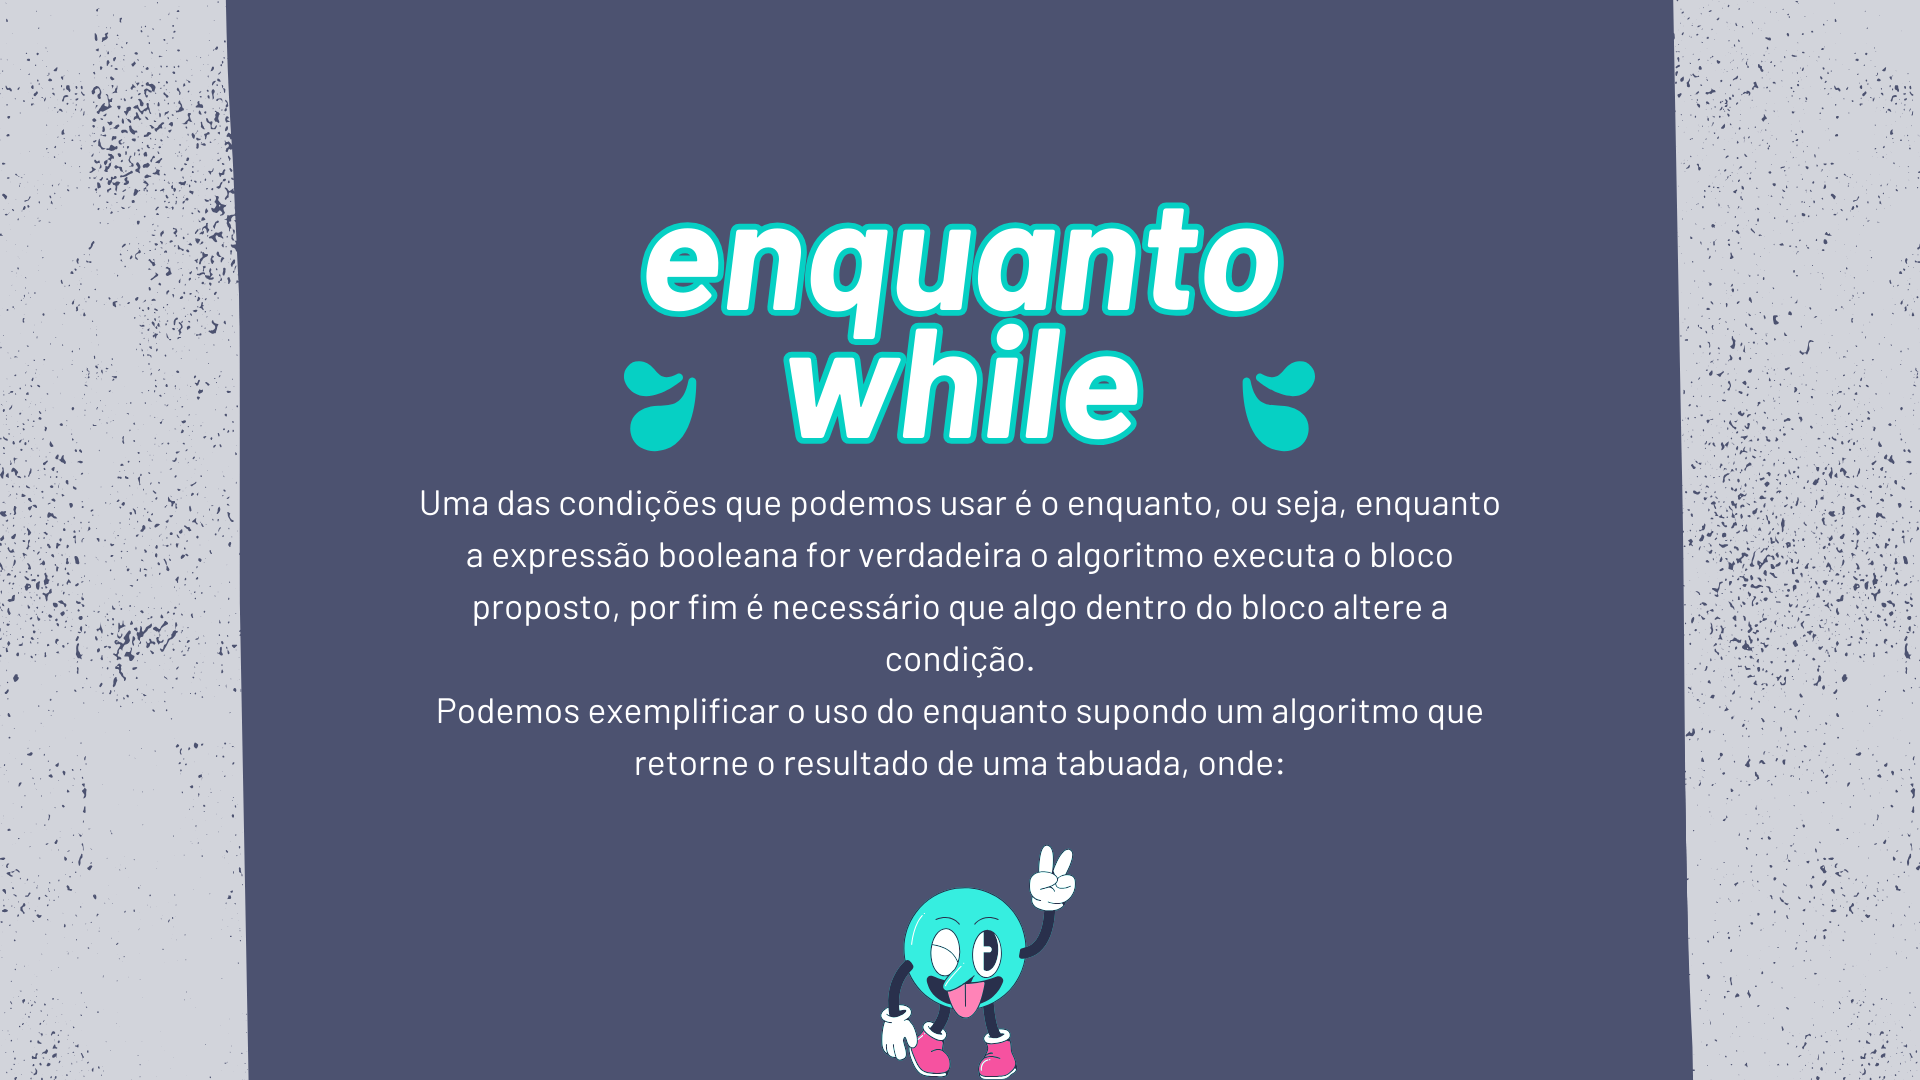 enquanto
while
Uma das condições que podemos usar é o enquanto, ou seja, enquanto
a expressão booleana for verdadeira o algoritmo executa o bloco
proposto, por fim é necessário que algo dentro do bloco altere a
condição.
Podemos exemplificar o uso do enquanto supondo um algoritmo que
retorne o resultado de uma tabuada, onde: